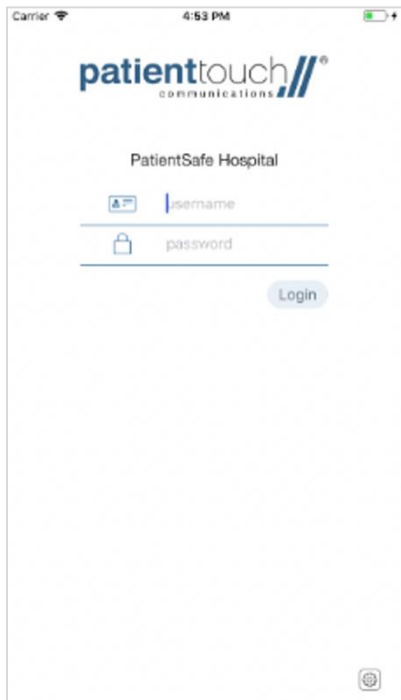 Carrier 4:53 PM
patienttouch®
communications
PatientSafe Hospital
username
password
Login